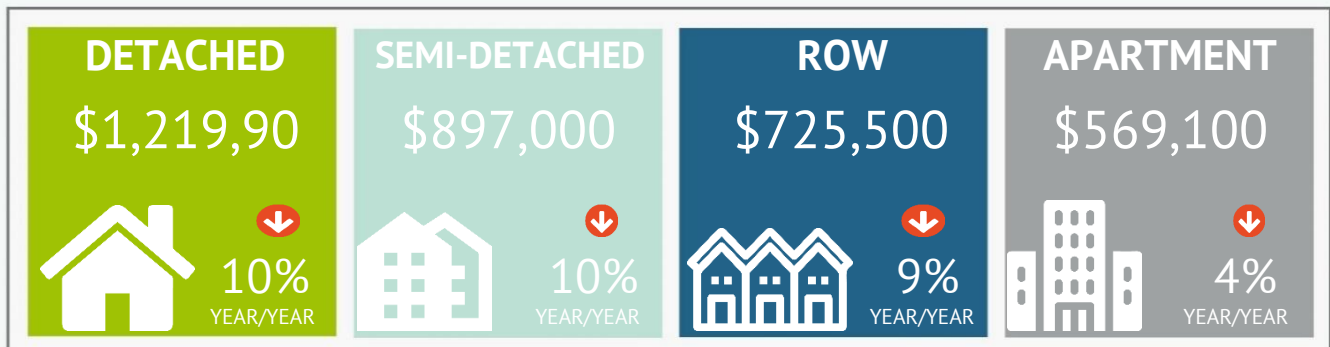 DETACHED
$1,219,90
10%
YEAR/YEAR
SEMI-DETACHED
$897,000
10%
YEAR/YEAR
ROW
$725,500
9%
YEAR/YEAR
APARTMENT
$569,100
4%
YEAR/YEAR